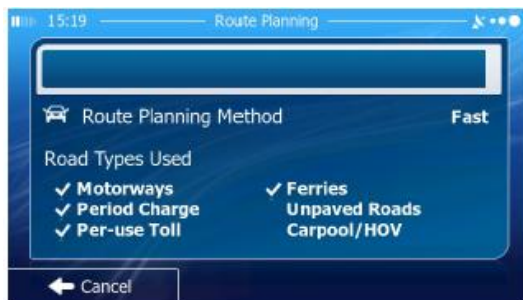 15:19 Route Planning
Route Planning Method Fast
Road Types Used
Motorways Ferries
Period Charge Unpaved Roads
Per-use Toll Carpool/HOV
Cancel